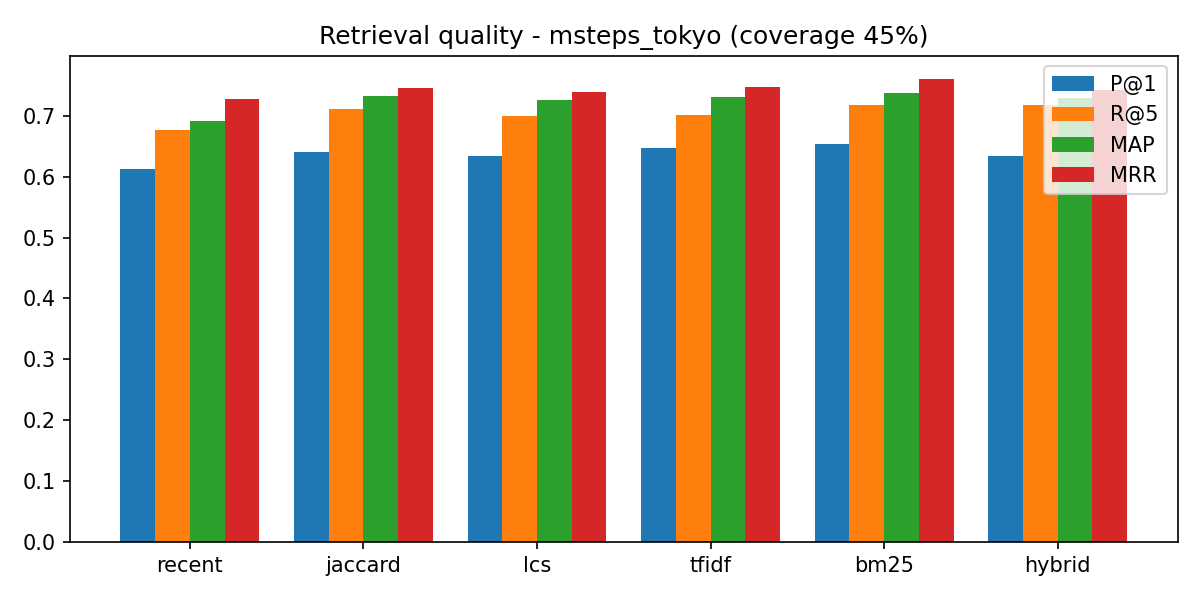 Retrieval quality - msteps_tokyo (coverage 45%)
P@1
R@5
MAP
MRR
0.7
0.6
0.5
0.4
0.3
0.2
0.1
0.0
recent jaccard lcs tfidf bm25 hybrid